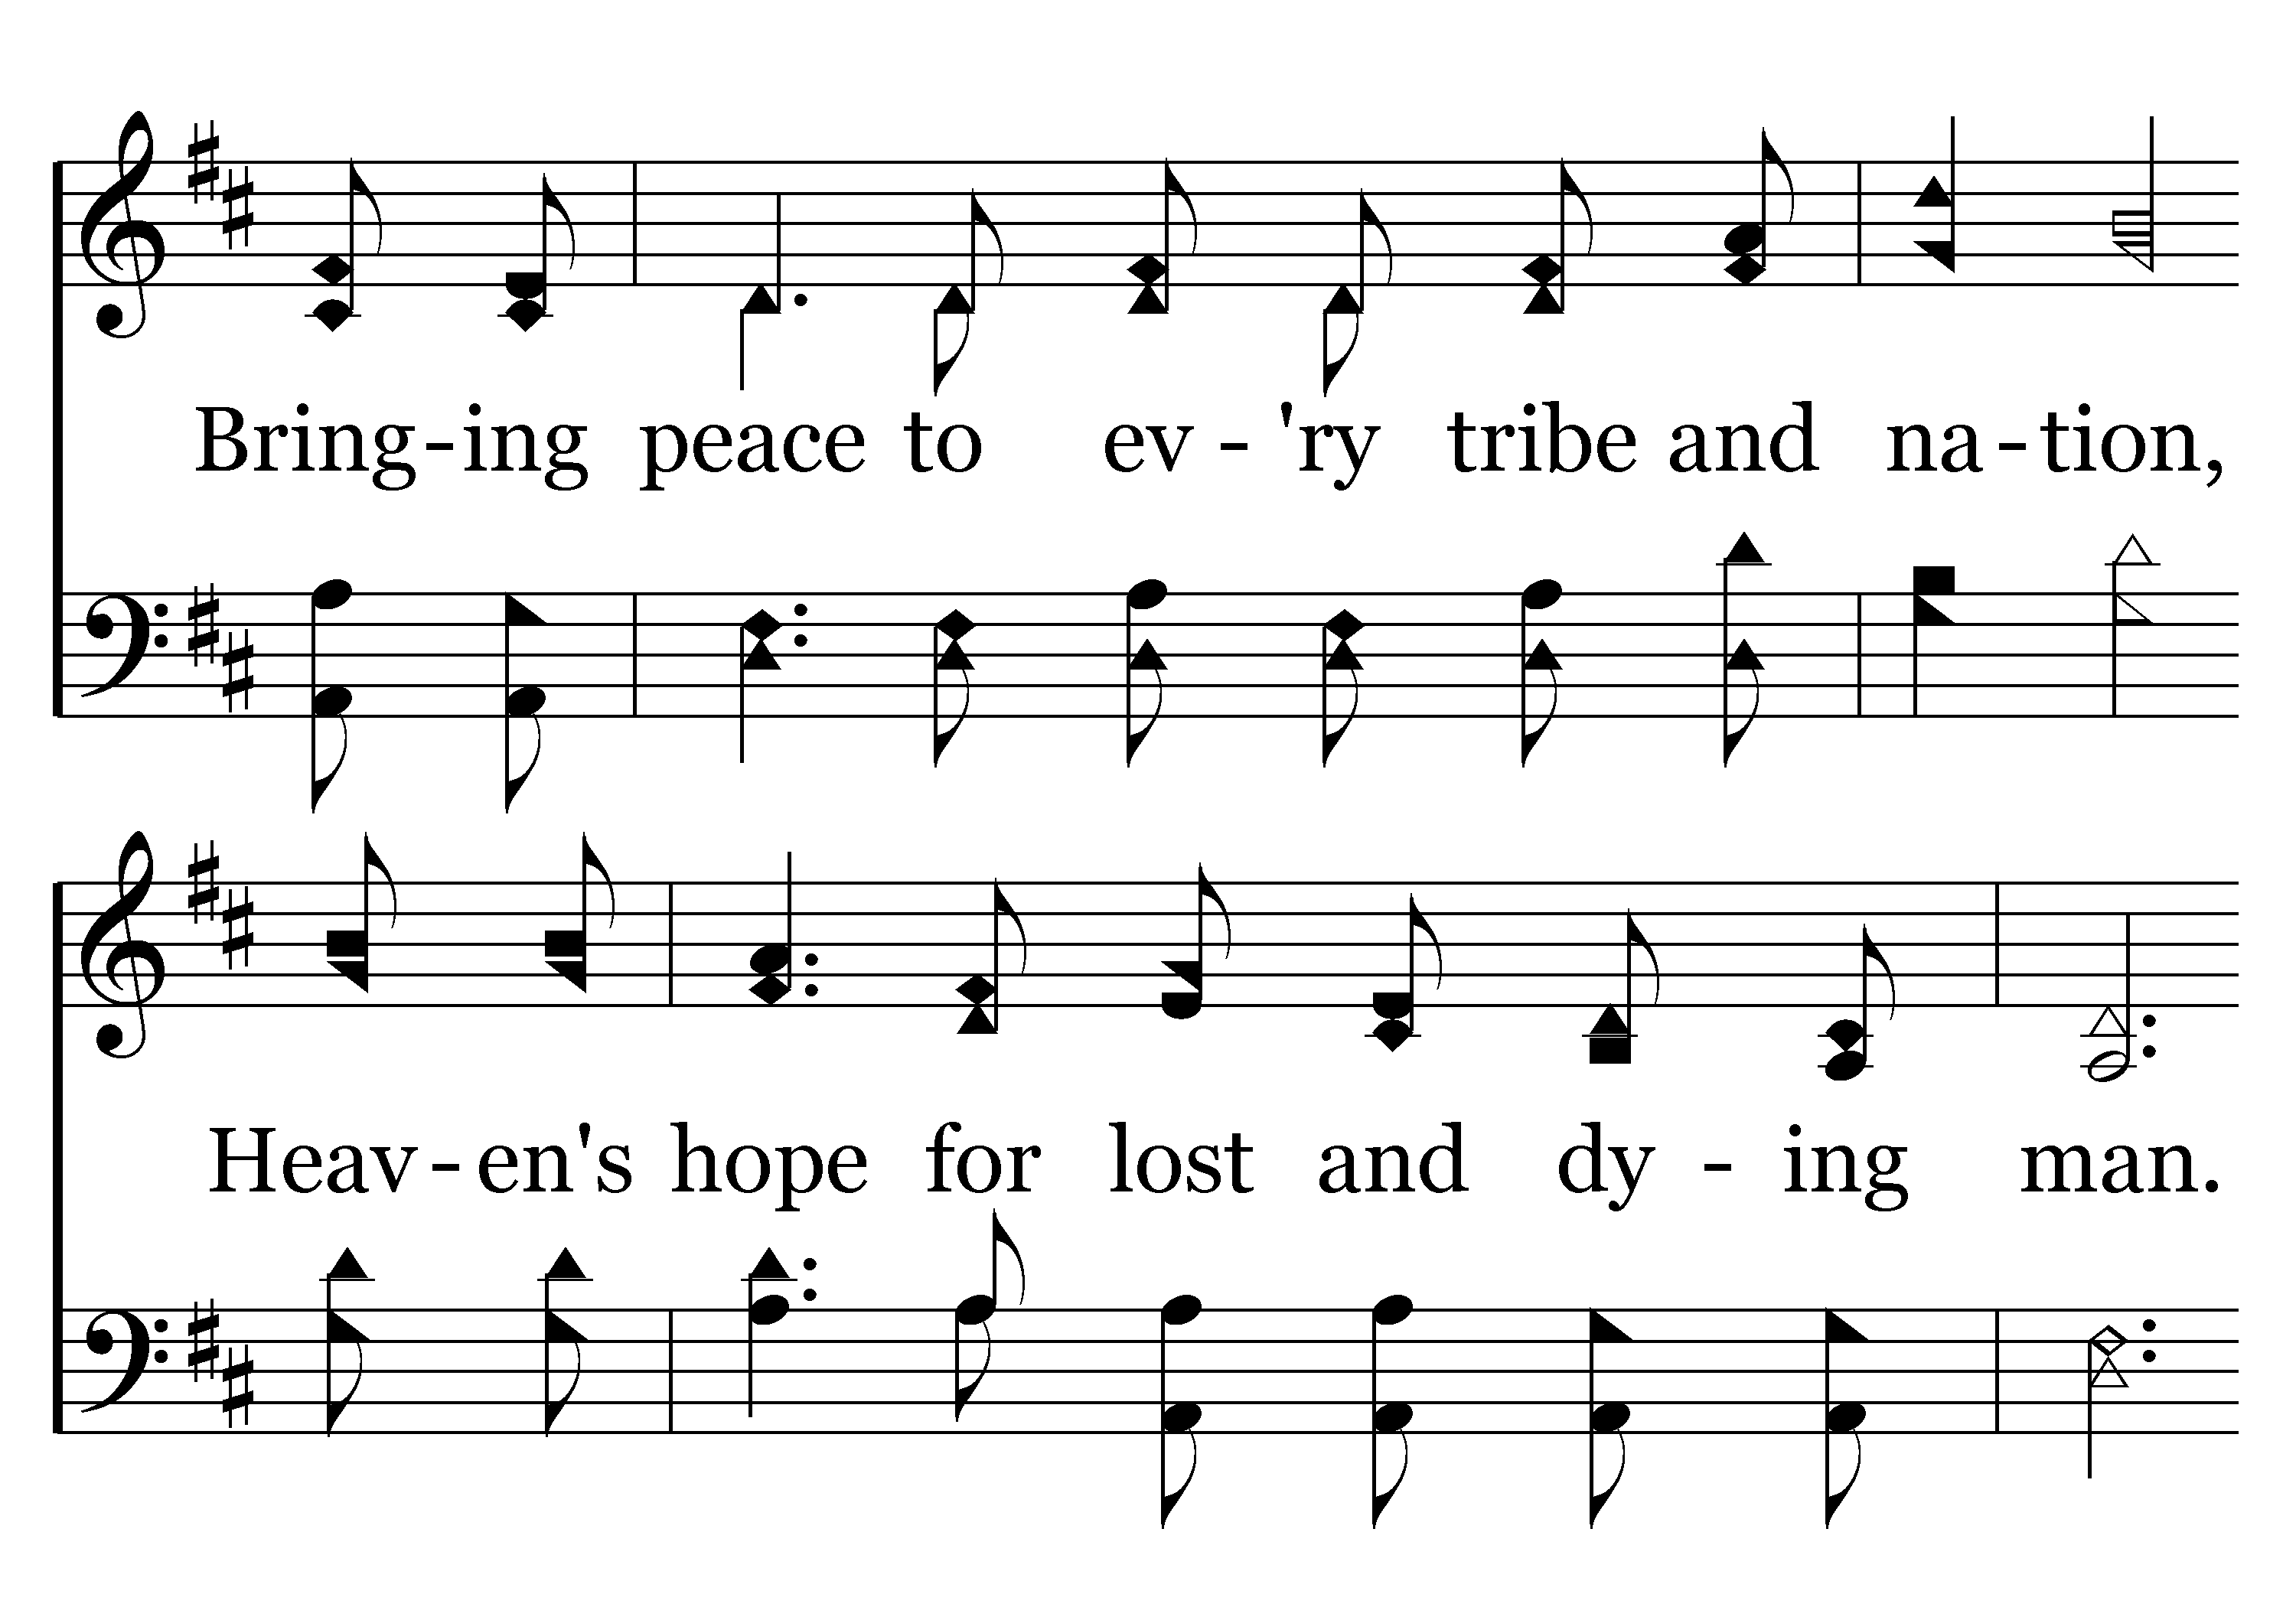 Bring-ing peace to ev - 'ry tribe and na-tion,
Heav-en's hope for lost and dy - ing man.